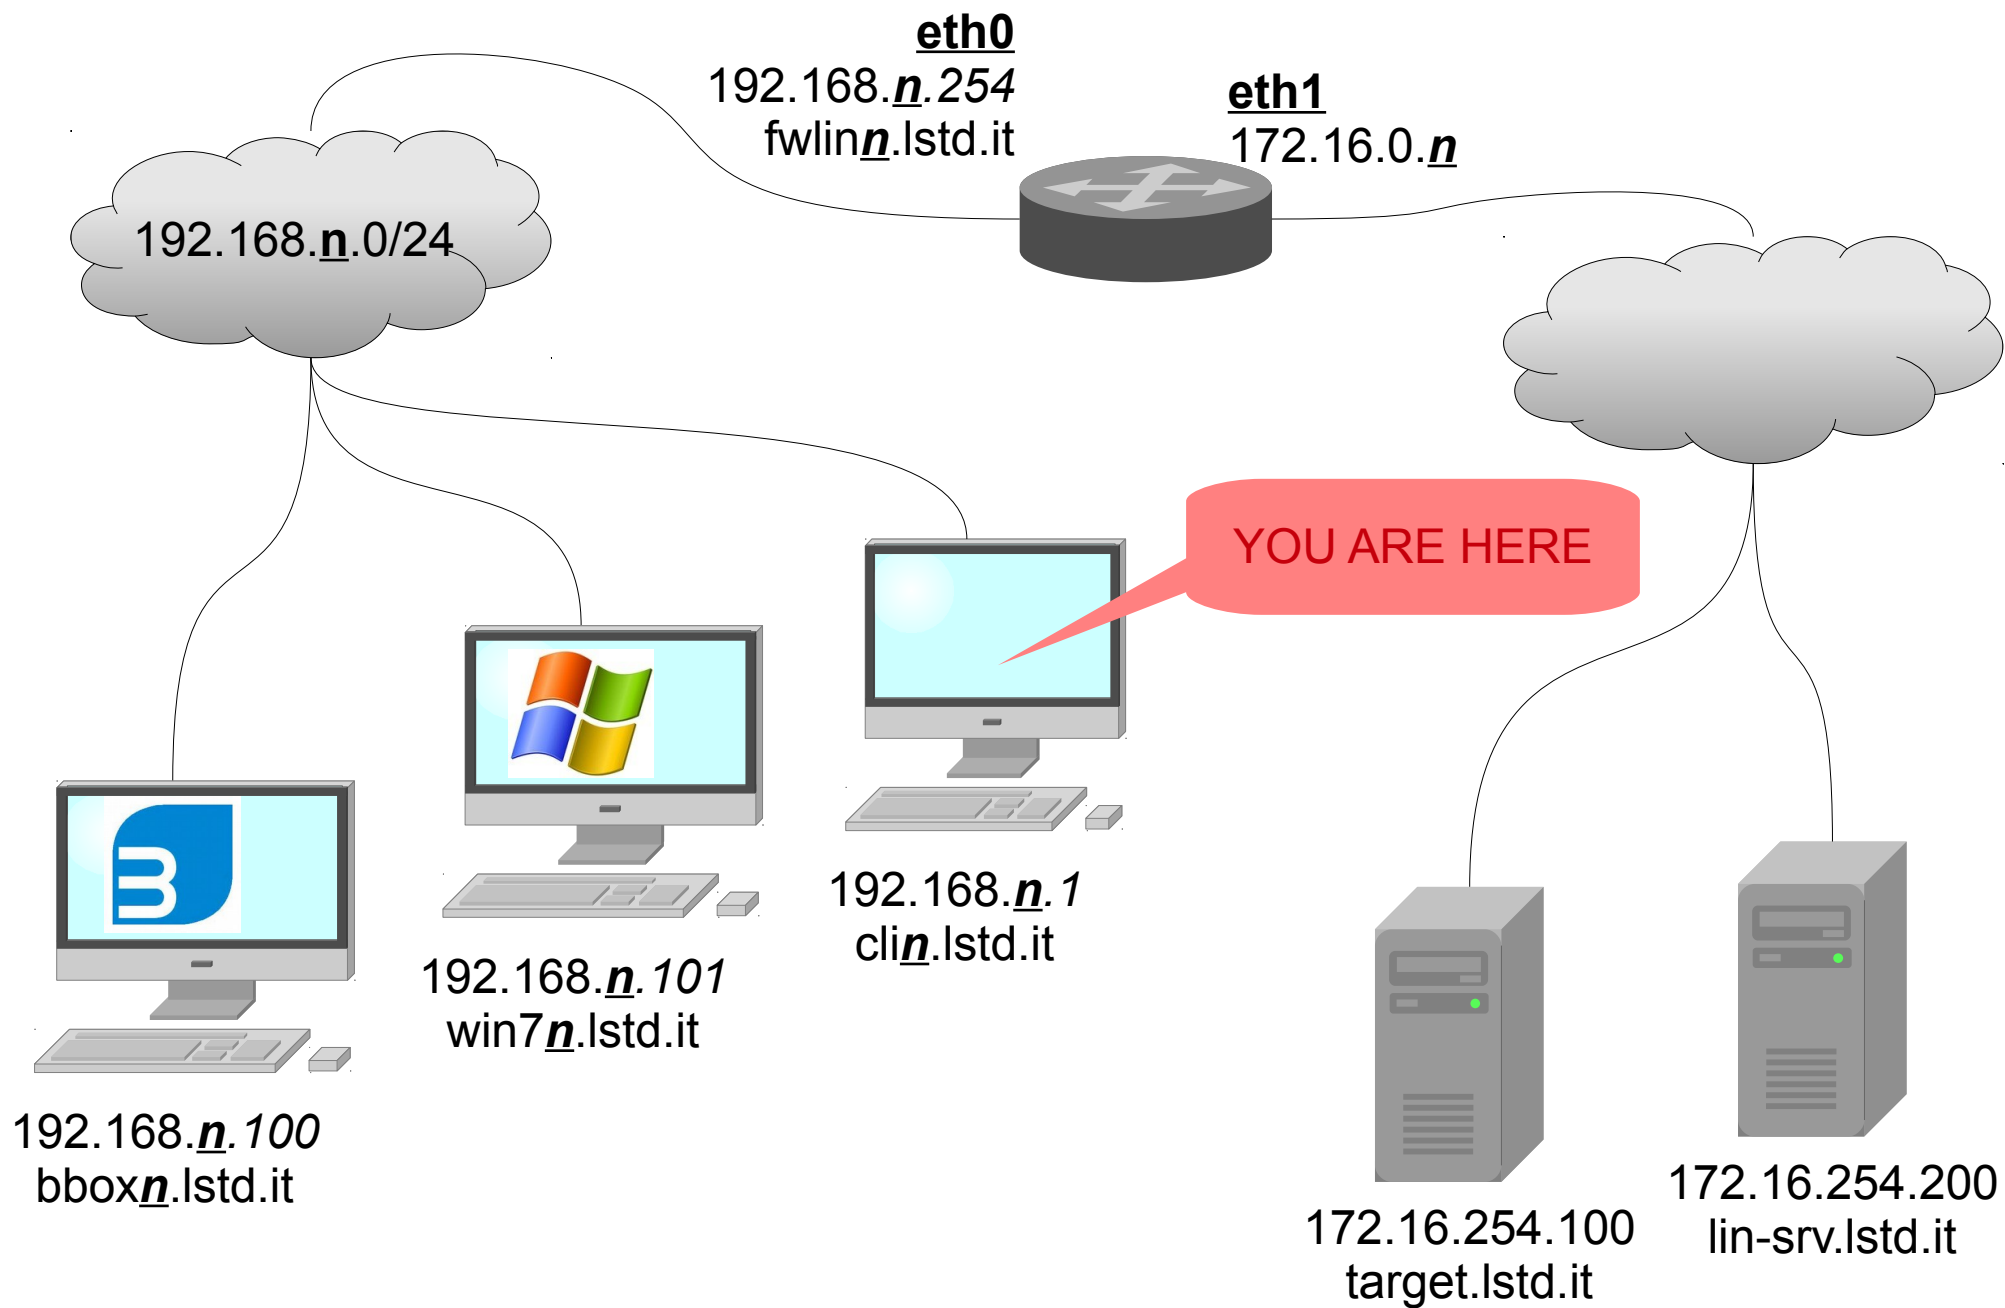 eth0
192.168.n.254
fwlinn.lstd.it
eth1
172.16.0.n
192.168.n.0/24
YOU ARE HERE
192.168.n.1
clin.lstd.it
192.168.n.101
win7n.lstd.it
192.168.n.100
bboxn.lstd.it
172.16.254.200
lin-srv.lstd.it
172.16.254.100
target.lstd.it